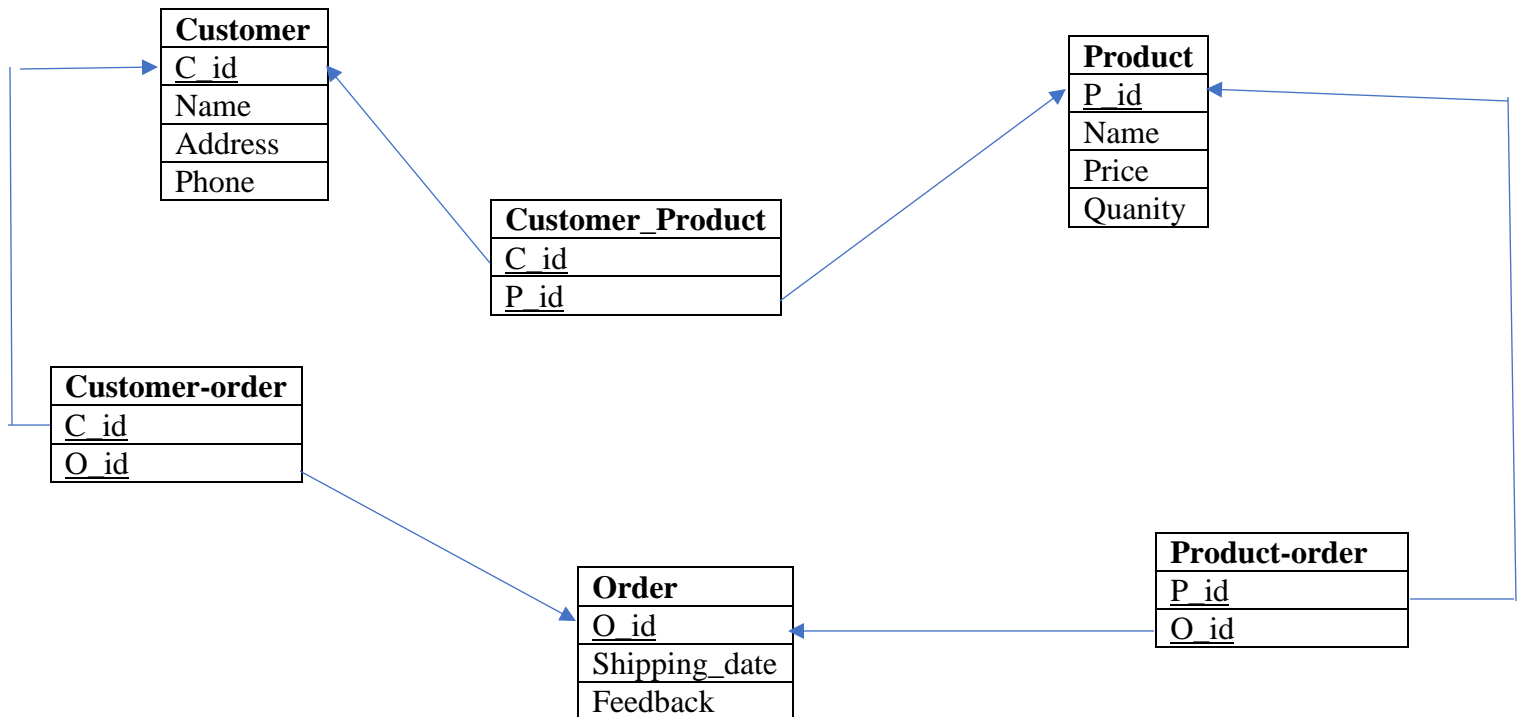 Customer
C_id
Name
Address
Phone
Product
P_id
Name
Price
Quanity
Customer_Product
C_id
P_id
Customer-order
C_id
O_id
Order
O_id
Shipping_date
Feedback
Product-order
P_id
O_id